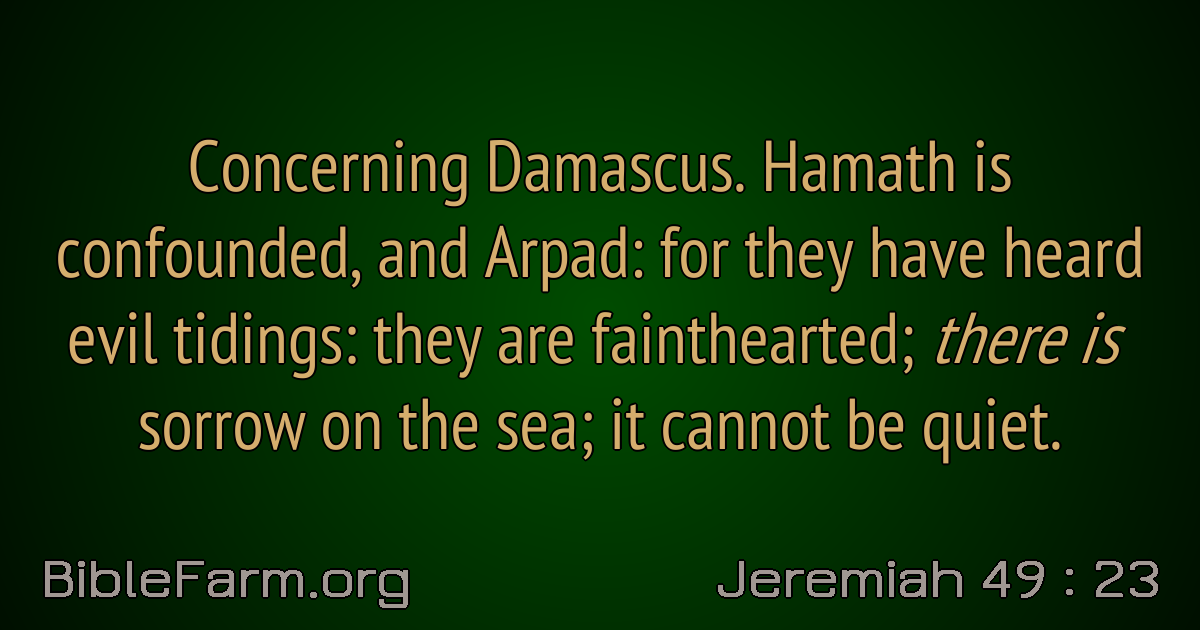 Concerning Damascus. Hamath is
confounded, and Arpad: for they have heard
evil tidings: they are fainthearted; there is
sorrow on the sea; it cannot be quiet.
BibleFarm.org
Jeremiah 49 : 23